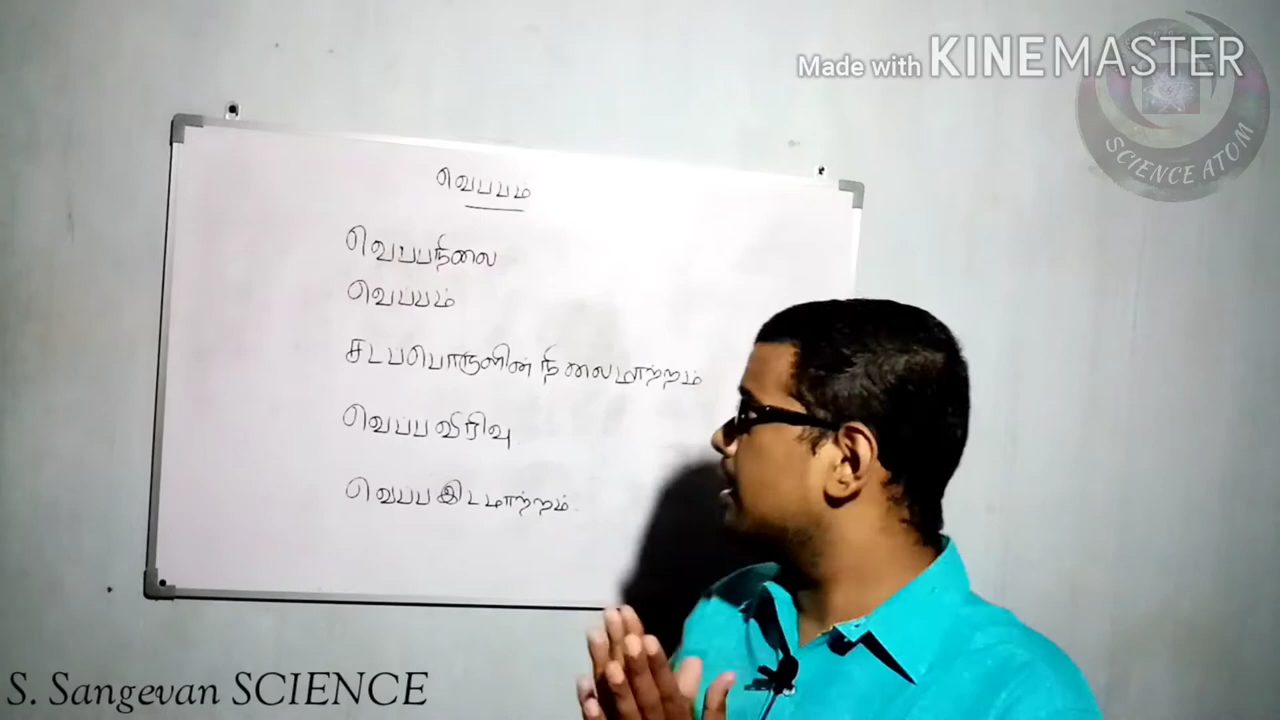 Made with KINEMASTER
SCIENCE ATOM
வெப்பம்
வெப்பநிலை
வெப்பம்
சடப்பொருளின் நிலைமாற்றம்
வெப்ப விரிவு
வெப்ப இடமாற்றம்.
S. Sangevan SCIENCE